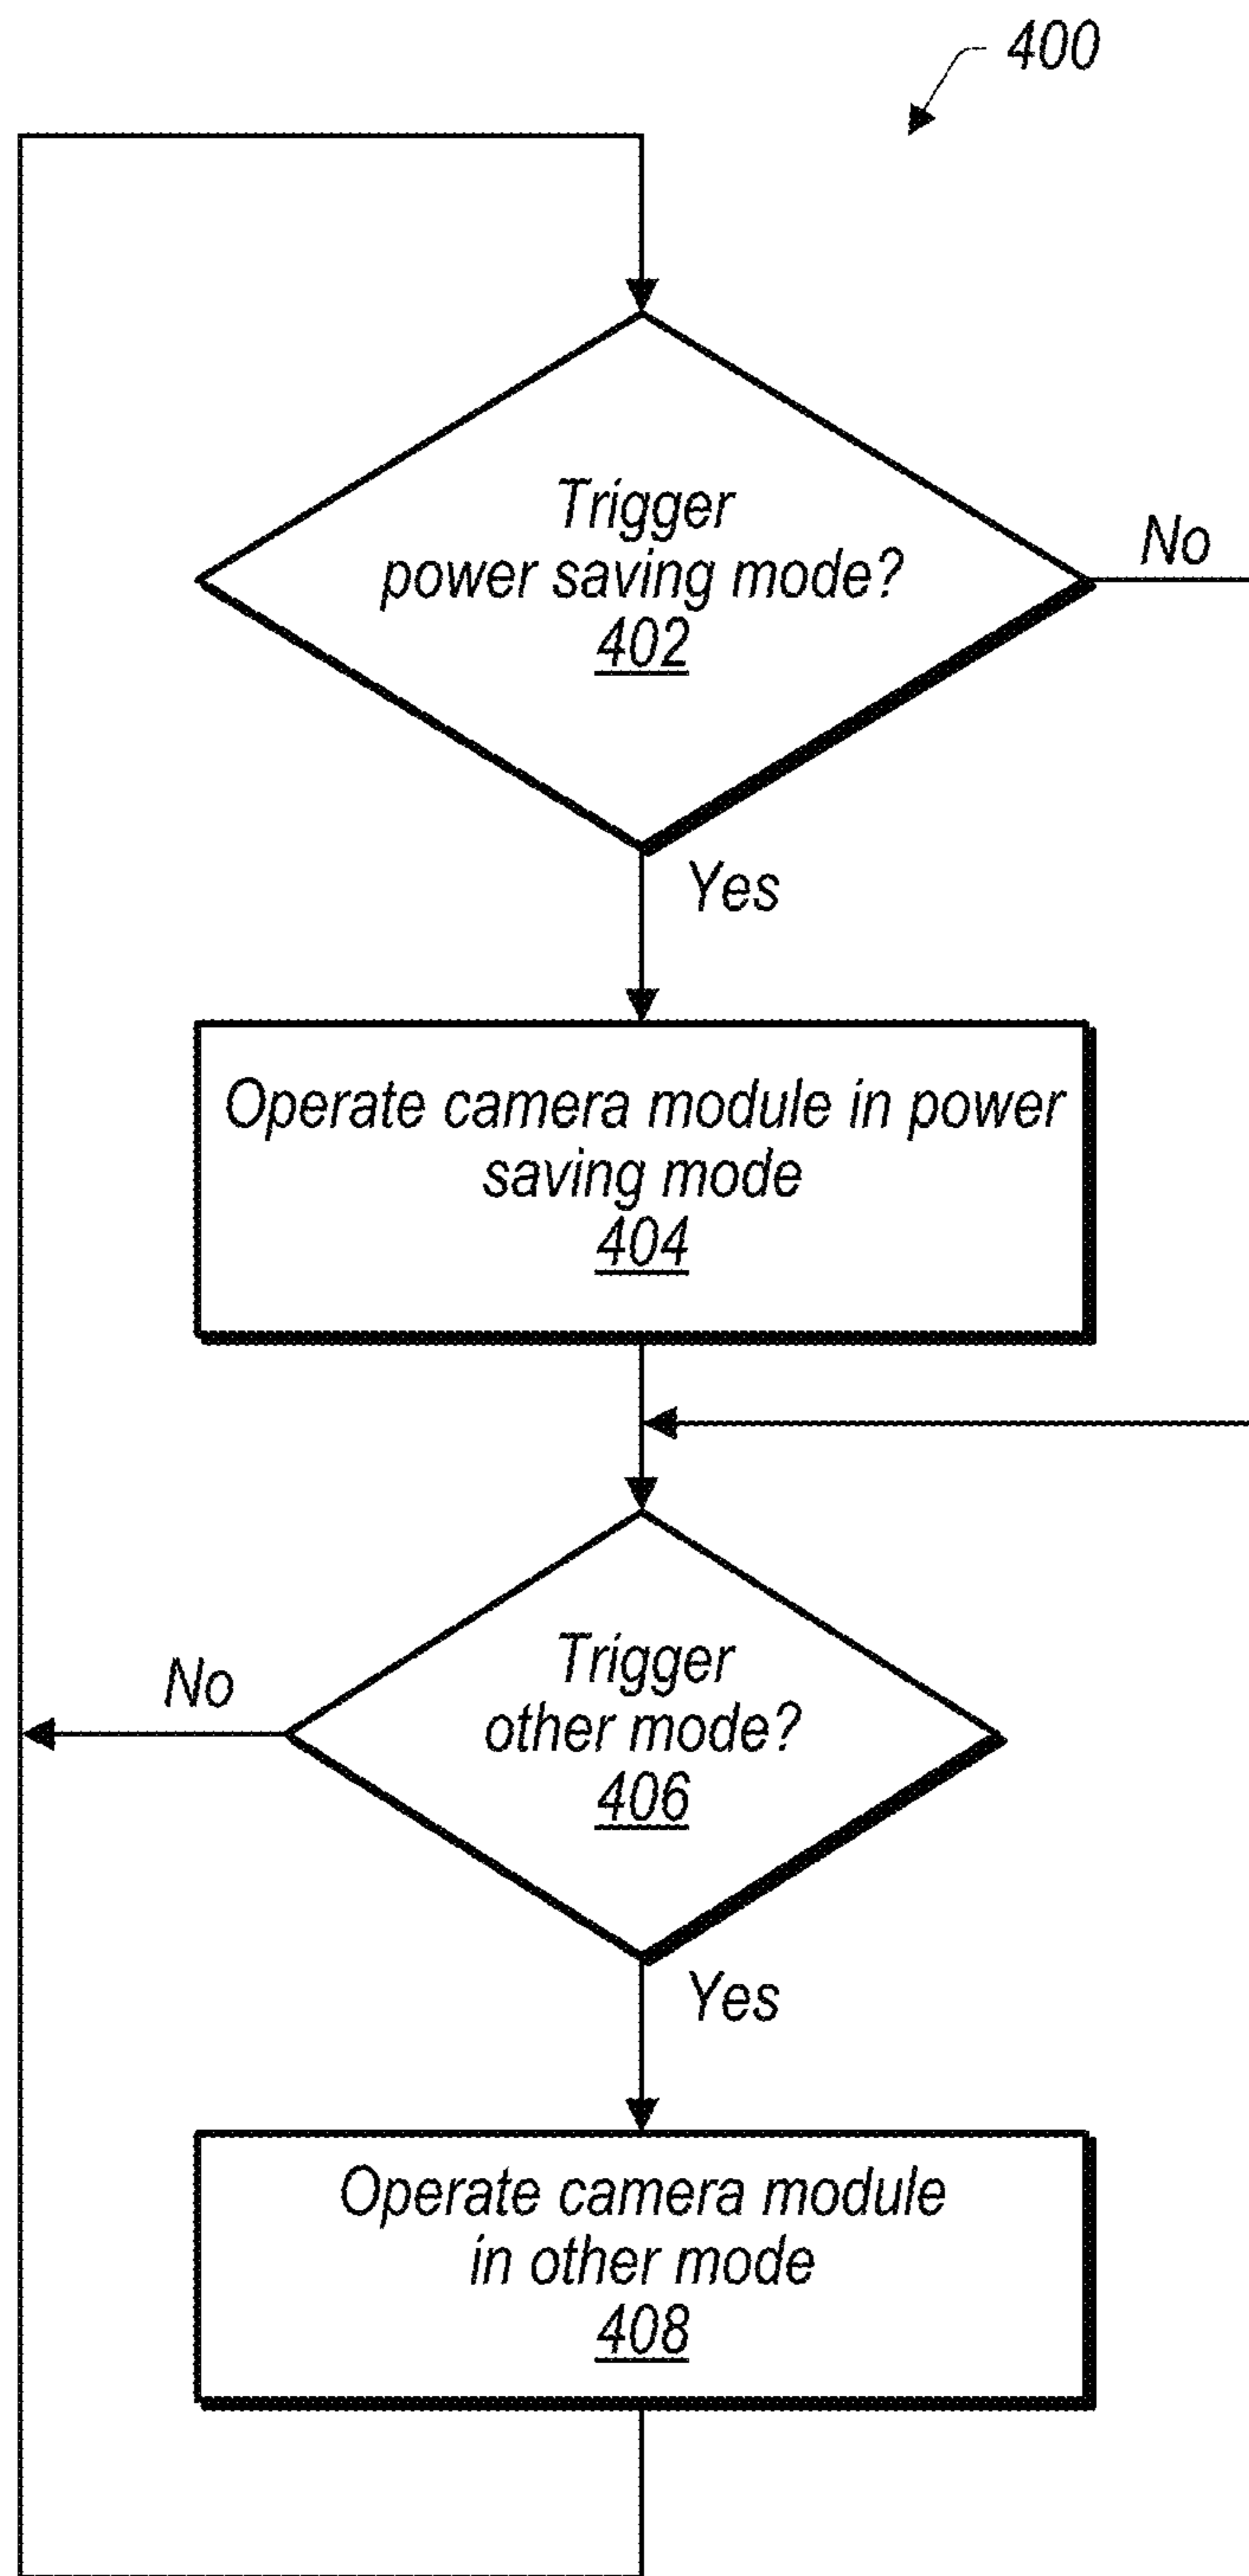 400
Trigger
power saving mode?
402
No
Yes
Operate camera module in power
saving mode
404
Trigger
other mode?
406
No
Yes
Operate camera module
in other mode
408